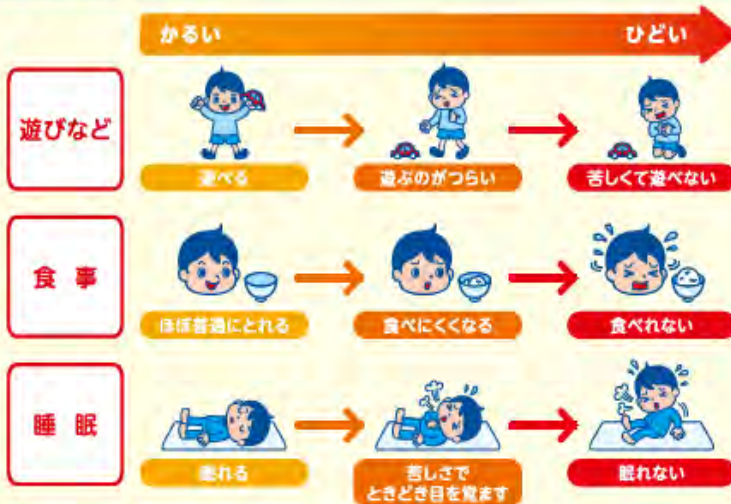 かるい
ひどい
遊びなど
遊べる
遊ぶのがつらい
苦しくて遊べない
食事
ほぼ普通にとれる
食べにくくなる
食べれない
睡眠
眠れる
苦しさで
ときどき目を覚ます
眠れない